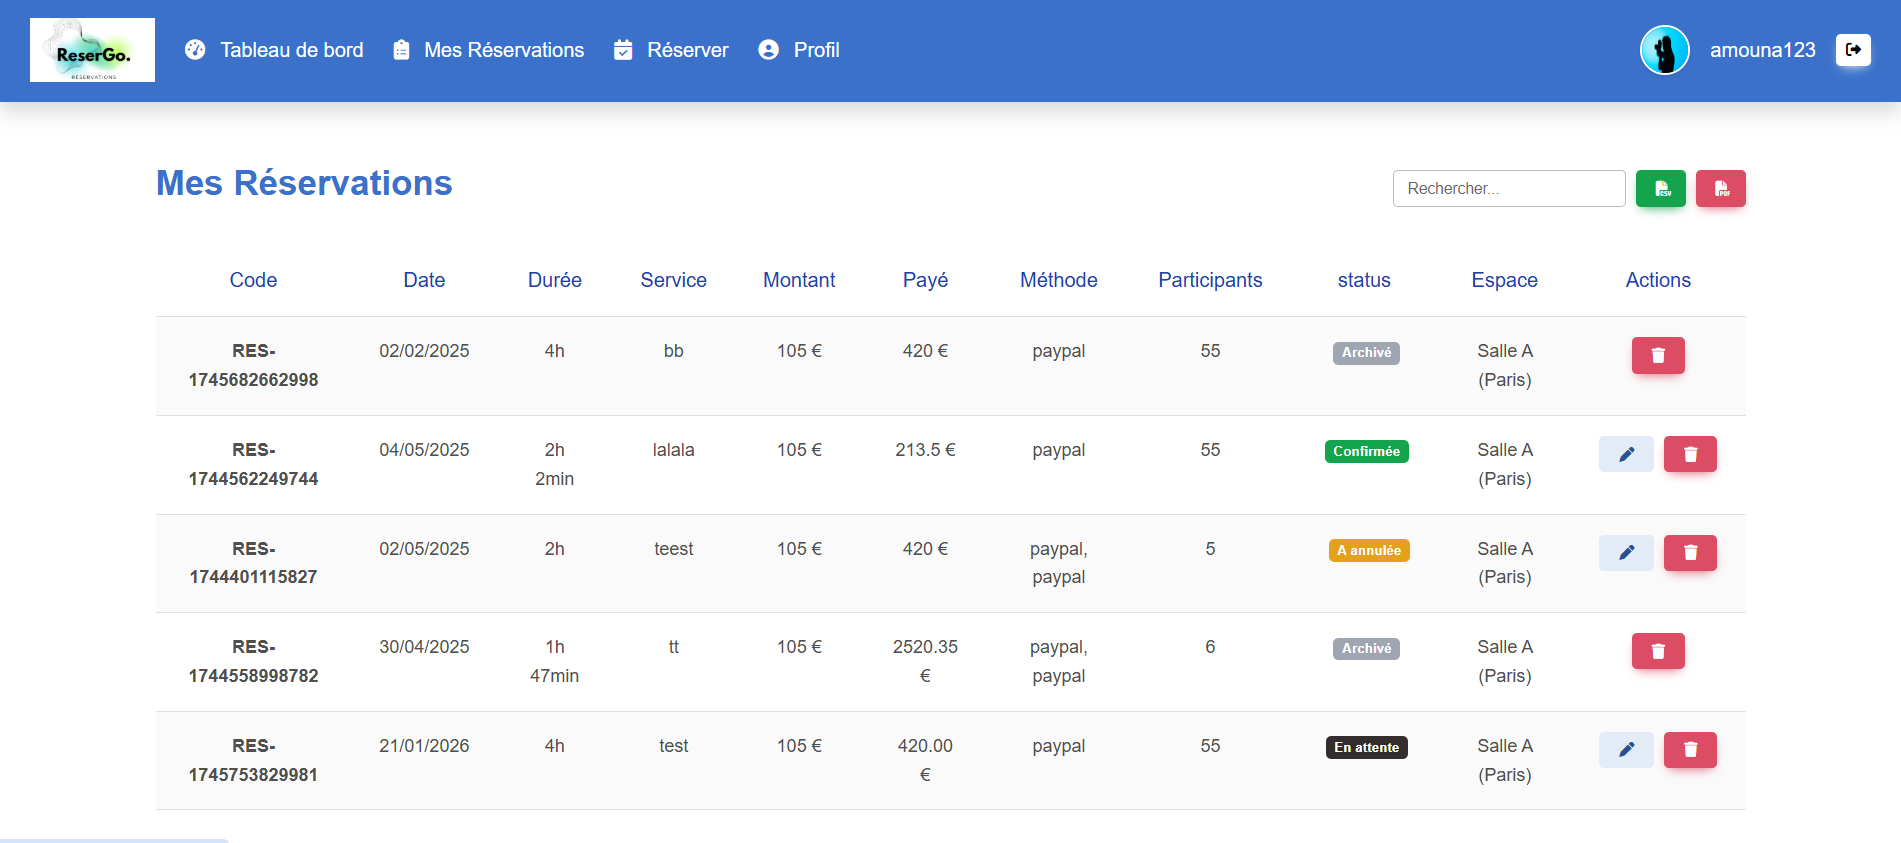 ReserGo.
RESERVATIONS
Tableau de bord
Mes Réservations
Réserver
Profil
amouna123
Mes Réservations
Rechercher...
CSV
PDF
Code Date Durée Service Montant Payé Méthode Participants status Espace Actions
RES- 02/02/2025 4h bb 105 € 420 € paypal 55 Archivé Salle A
1745682662998 (Paris)
RES- 04/05/2025 2h lalala 105 € 213.5 € paypal 55 Confirmée Salle A
1744562249744 2min (Paris)
RES- 02/05/2025 2h teest 105 € 420 € paypal, 5 A annulée Salle A
1744401115827 paypal (Paris)
RES- 30/04/2025 1h tt 105 € 2520.35 paypal, 6 Archivé Salle A
1744558998782 47min € paypal (Paris)
RES- 21/01/2026 4h test 105 € 420.00 paypal 55 En attente Salle A
1745753829981 € (Paris)